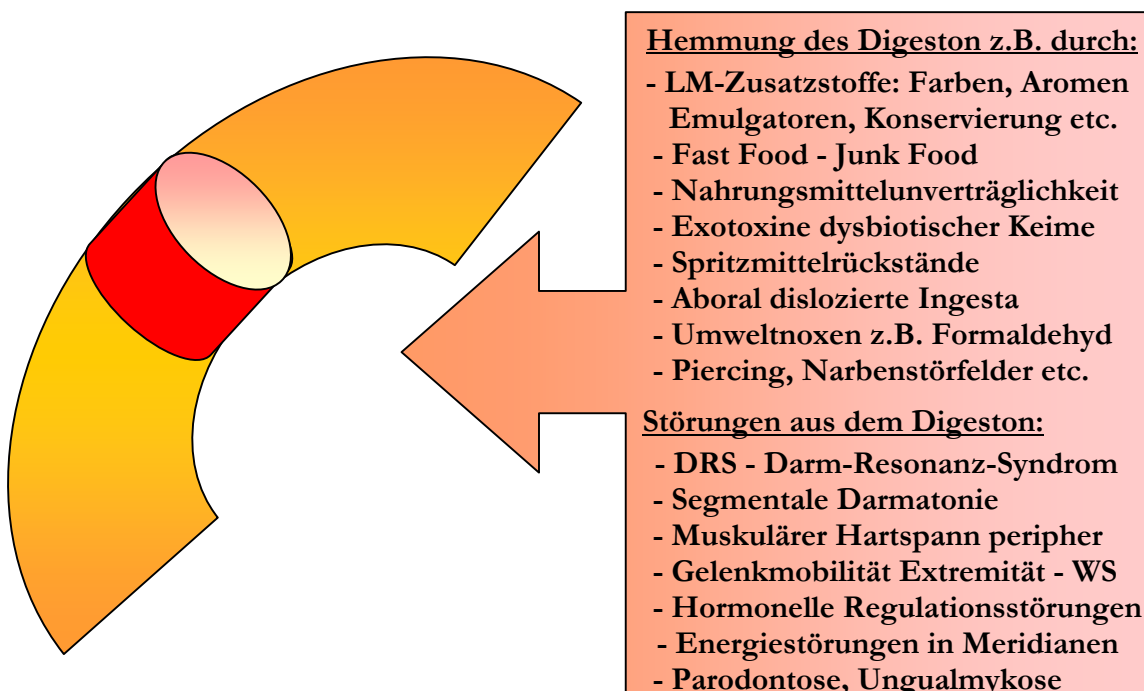 Hemmung des Digeston z.B. durch:
- LM-Zusatzstoffe: Farben, Aromen
Emulgatoren, Konservierung etc.
- Fast Food - Junk Food
- Nahrungsmittelunverträglichkeit
- Exotoxine dysbiotischer Keime
- Spritzmittelrückstände
- Aboral dislozierte Ingesta
- Umweltnoxen z.B. Formaldehyd
- Piercing, Narbenstörfelder etc.
Störungen aus dem Digeston:
- DRS - Darm-Resonanz-Syndrom
- Segmentale Darmatonie
- Muskulärer Hartspann peripher
- Gelenkmobilität Extremität - WS
- Hormonelle Regulationsstörungen
- Energiestörungen in Meridianen
- Parodontose, Ungualmykose